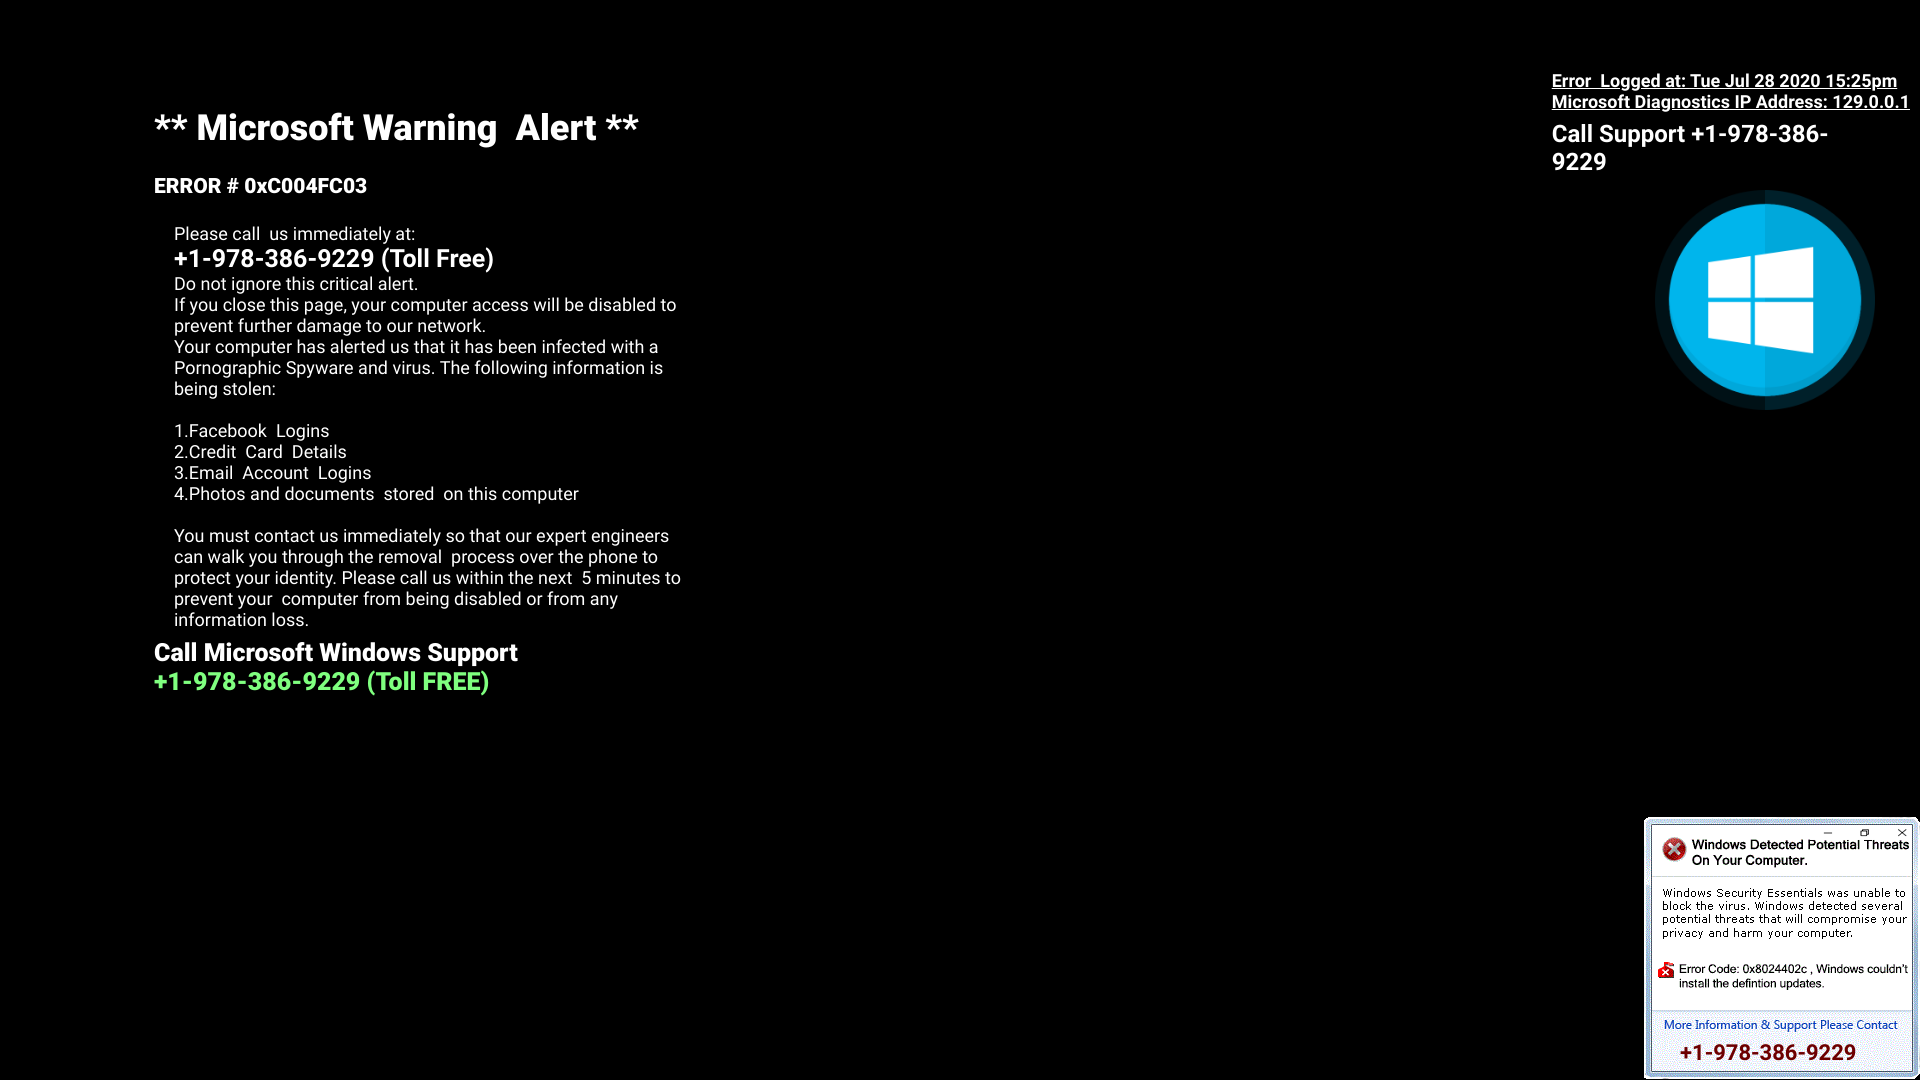 Error  Logged at: Tue Jul 28 2020 15:25pm
Microsoft Diagnostics IP Address: 129.0.0.1
Call Support +1-978-386-
9229
** Microsoft Warning  Alert **
ERROR # 0xC004FC03
Please call  us immediately at:
+1-978-386-9229 (Toll Free)
Do not ignore this critical alert.
If you close this page, your computer access will be disabled to
prevent further damage to our network.
Your computer has alerted us that it has been infected with a
Pornographic Spyware and virus. The following information is
being stolen:
1.Facebook  Logins
2.Credit  Card  Details
3.Email  Account  Logins
4.Photos and documents  stored  on this computer
You must contact us immediately so that our expert engineers
can walk you through the removal  process over the phone to
protect your identity. Please call us within the next  5 minutes to
prevent your  computer from being disabled or from any
information loss.
Call Microsoft Windows Support
+1-978-386-9229 (Toll FREE)
Windows Detected Potential Threats
On Your Computer.
Windows Security Essentials was unable to
block the virus. Windows detected several
potential threats that will compromise your
privacy and harm your computer.
Error Code: 0x8024402c , Windows couldn't
install the defintion updates.
More Information & Support Please Contact
+1-978-386-9229